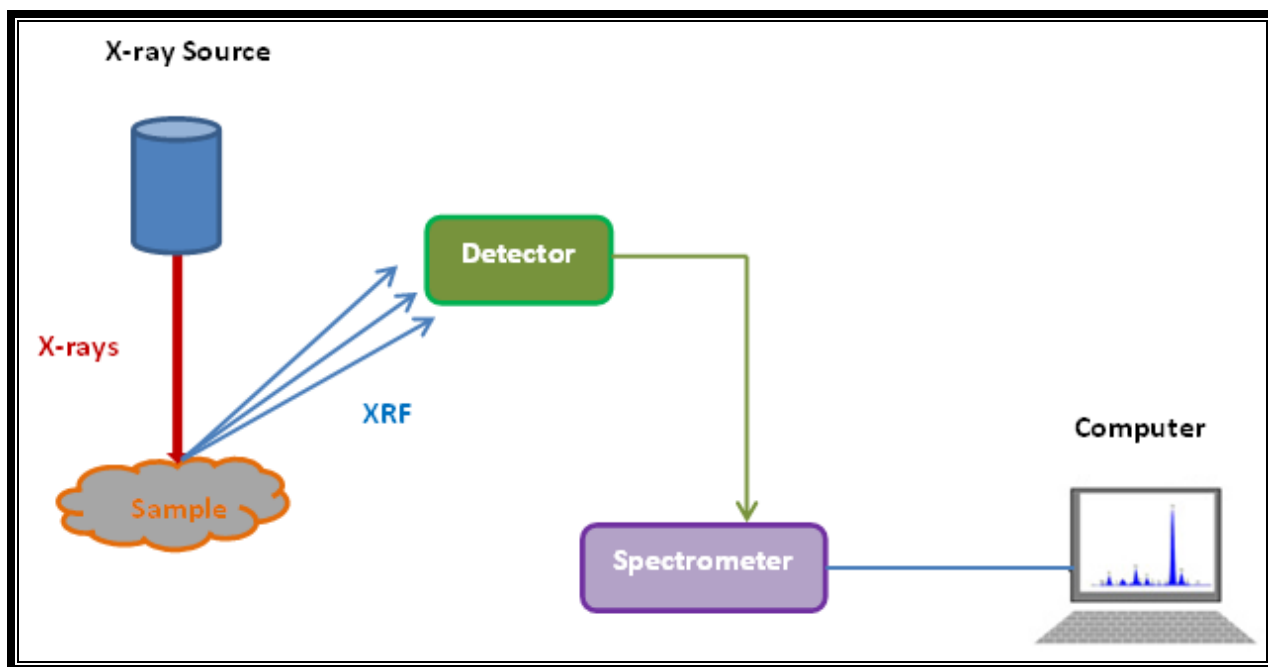 X-ray Source
Detector
X-rays
XRF
Computer
Sample
Spectrometer